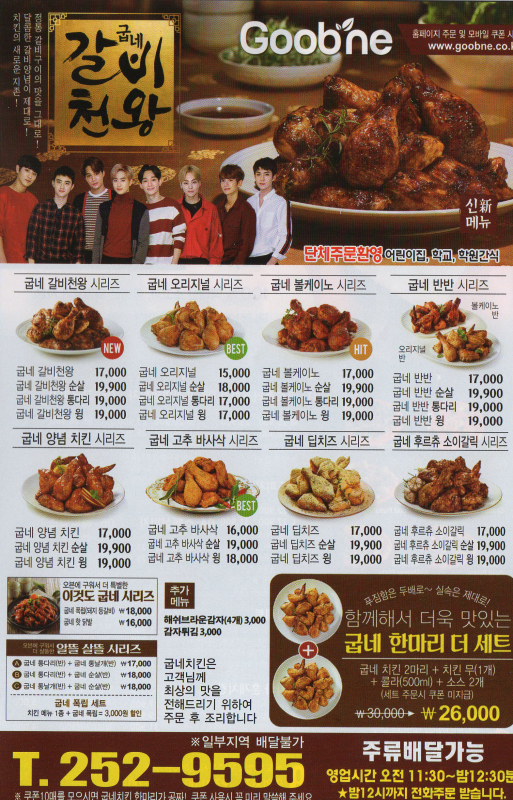 정통 갈비구이의 맛을 그대로!
달콤한 갈비양념이 제대로!
치킨의 새로운 지존!
굽네
갈비
천왕
Goobne
홈페이지 주문 및 모바일 쿠폰 사
www.goobne.co.k
신新
메뉴
단체주문환영 어린이집, 학교, 학원간식
굽네 갈비천왕 시리즈
NEW
굽네 갈비천왕 17,000
굽네 갈비천왕 순살 19,900
굽네 갈비천왕 통다리 19,000
굽네 갈비천왕 윙 19,000
굽네 오리지널 시리즈
BEST
굽네 오리지널 15,000
굽네 오리지널 순살 18,000
굽네 오리지널 통다리 17,000
굽네 오리지널 윙 17,000
굽네 볼케이노 시리즈
HIT
굽네 볼케이노 17,000
굽네 볼케이노 순살 19,900
굽네 볼케이노 통다리 19,000
굽네 볼케이노 윙 19,000
굽네 반반 시리즈
볼케이노
반
오리지널
반
굽네 반반 17,000
굽네 반반 순살 19,900
굽네 반반 통다리 19,000
굽네 반반 윙 19,000
굽네 양념 치킨 시리즈
굽네 양념 치킨 17,000
굽네 양념 치킨 순살 19,900
굽네 양념 치킨 윙 19,000
굽네 고추 바사삭 시리즈
BEST
굽네 고추 바사삭 16,000
굽네 고추 바사삭 순살 19,000
굽네 고추 바사삭 윙 18,000
굽네 딥치즈 시리즈
굽네 딥치즈 17,000
굽네 딥치즈 순살 19,900
굽네 딥치즈 윙 19,000
굽네 후르츄 소이갈릭 시리즈
굽네 후르츄 소이갈릭 17,000
굽네 후르츄 소이갈릭 순살 19,900
굽네 후르츄 소이갈릭 윙 19,000
오븐에 구워서 더 특별한
이것도 굽네 시리즈
굽네 폭립(돼지 등갈비) ₩18,000
굽네 핫 닭발 ₩16,000
오븐에 구워서
더 살뜰한 알뜰 살뜰 시리즈
A 굽네 통다리(반) + 굽네 통날개(반) ₩17,000
B 굽네 통다리(반) + 굽네 순살(반) ₩18,000
C 굽네 통날개(반) + 굽네 순살(반) ₩18,000
굽네 폭립 세트
치킨 메뉴 1종 + 굽네 폭립 = 3,000원 할인
추가
메뉴
해쉬브라운감자(4개) 3,000
감자튀김 3,000
굽네치킨은
고객님께
최상의 맛을
전해드리기 위하여
주문 후 조리합니다
푸짐함은 두배로~ 실속은 제대로!
함께해서 더욱 맛있는
굽네 한마리 더 세트
굽네 치킨 2마리 + 치킨 무(1개)
+ 콜라(500ml) + 소스 2개
(세트 주문시 쿠폰 미지급)
₩30,000 → ₩26,000
※일부지역 배달불가
T. 252-9595
※ 쿠폰10매를 모으시면 굽네치킨 한마리가 공짜! 쿠폰 사용시 꼭 미리 말씀해 주세요
주류배달가능
영업시간 오전 11:30~밤12:30분
★밤12시까지 전화주문 받습니다.